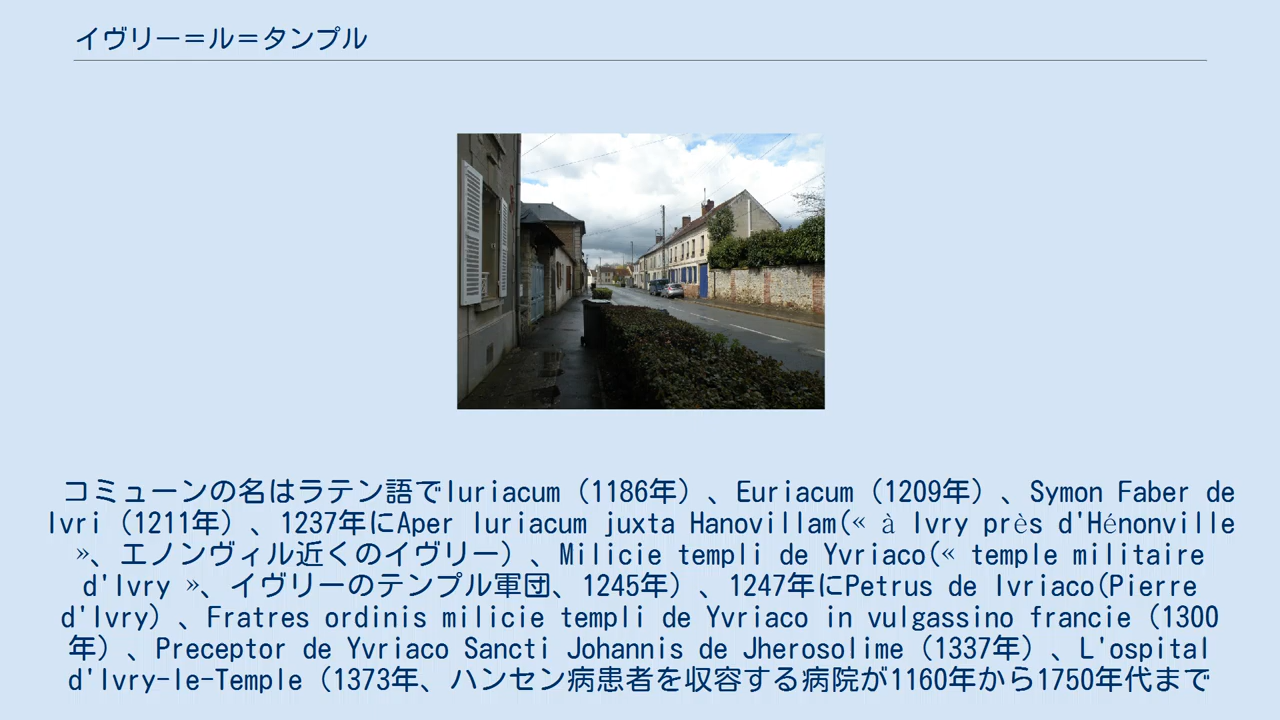 イヴリー＝ル＝タンプル
コミューンの名はラテン語でIuriacum（1186年）、Euriacum（1209年）、Symon Faber de
Ivri（1211年）、1237年にAper Iuriacum juxta Hanovillam(« à Ivry près d'Hénonville
»、エノンヴィル近くのイヴリー）、Milicie templi de Yvriaco(« temple militaire
d'Ivry »、イヴリーのテンプル軍団、1245年）、1247年にPetrus de Ivriaco(Pierre
d'Ivry）、Fratres ordinis milicie templi de Yvriaco in vulgassino francie（1300
年）、Preceptor de Yvriaco Sancti Johannis de Jherosolime（1337年）、L'ospital
d'Ivry-le-Temple（1373年、ハンセン病患者を収容する病院が1160年から1750年代まで